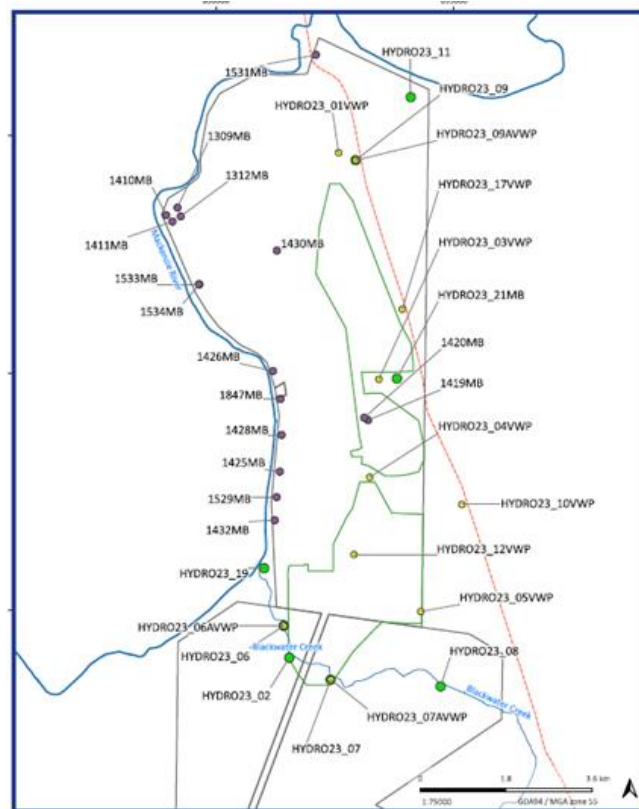 HYDRO23_11
1531MB
HYDRO23_09
HYDRO23_01VWP
1309MB
HYDRO23_09AVWP
1410MB
1312MB
HYDRO23_17VWP
1411MB
HYDRO23_03VWP
Mackenzie River
1430MB
1533MB
HYDRO23_21MB
1534MB
1420MB
1426MB
1419MB
1847MB
HYDRO23_04VWP
1428MB
1425MB
1529MB
HYDRO23_10VWP
1432MB
HYDRO23_12VWP
HYDRO23_19
HYDRO23_05VWP
HYDRO23_06AVWP
Blackwater Creek
HYDRO23_06
HYDRO23_08
HYDRO23_02
Blackwater Creek
HYDRO23_07AVWP
HYDRO23_07
0 1.8 3.6 km
1:75000 GDA94 / MGA zone 55